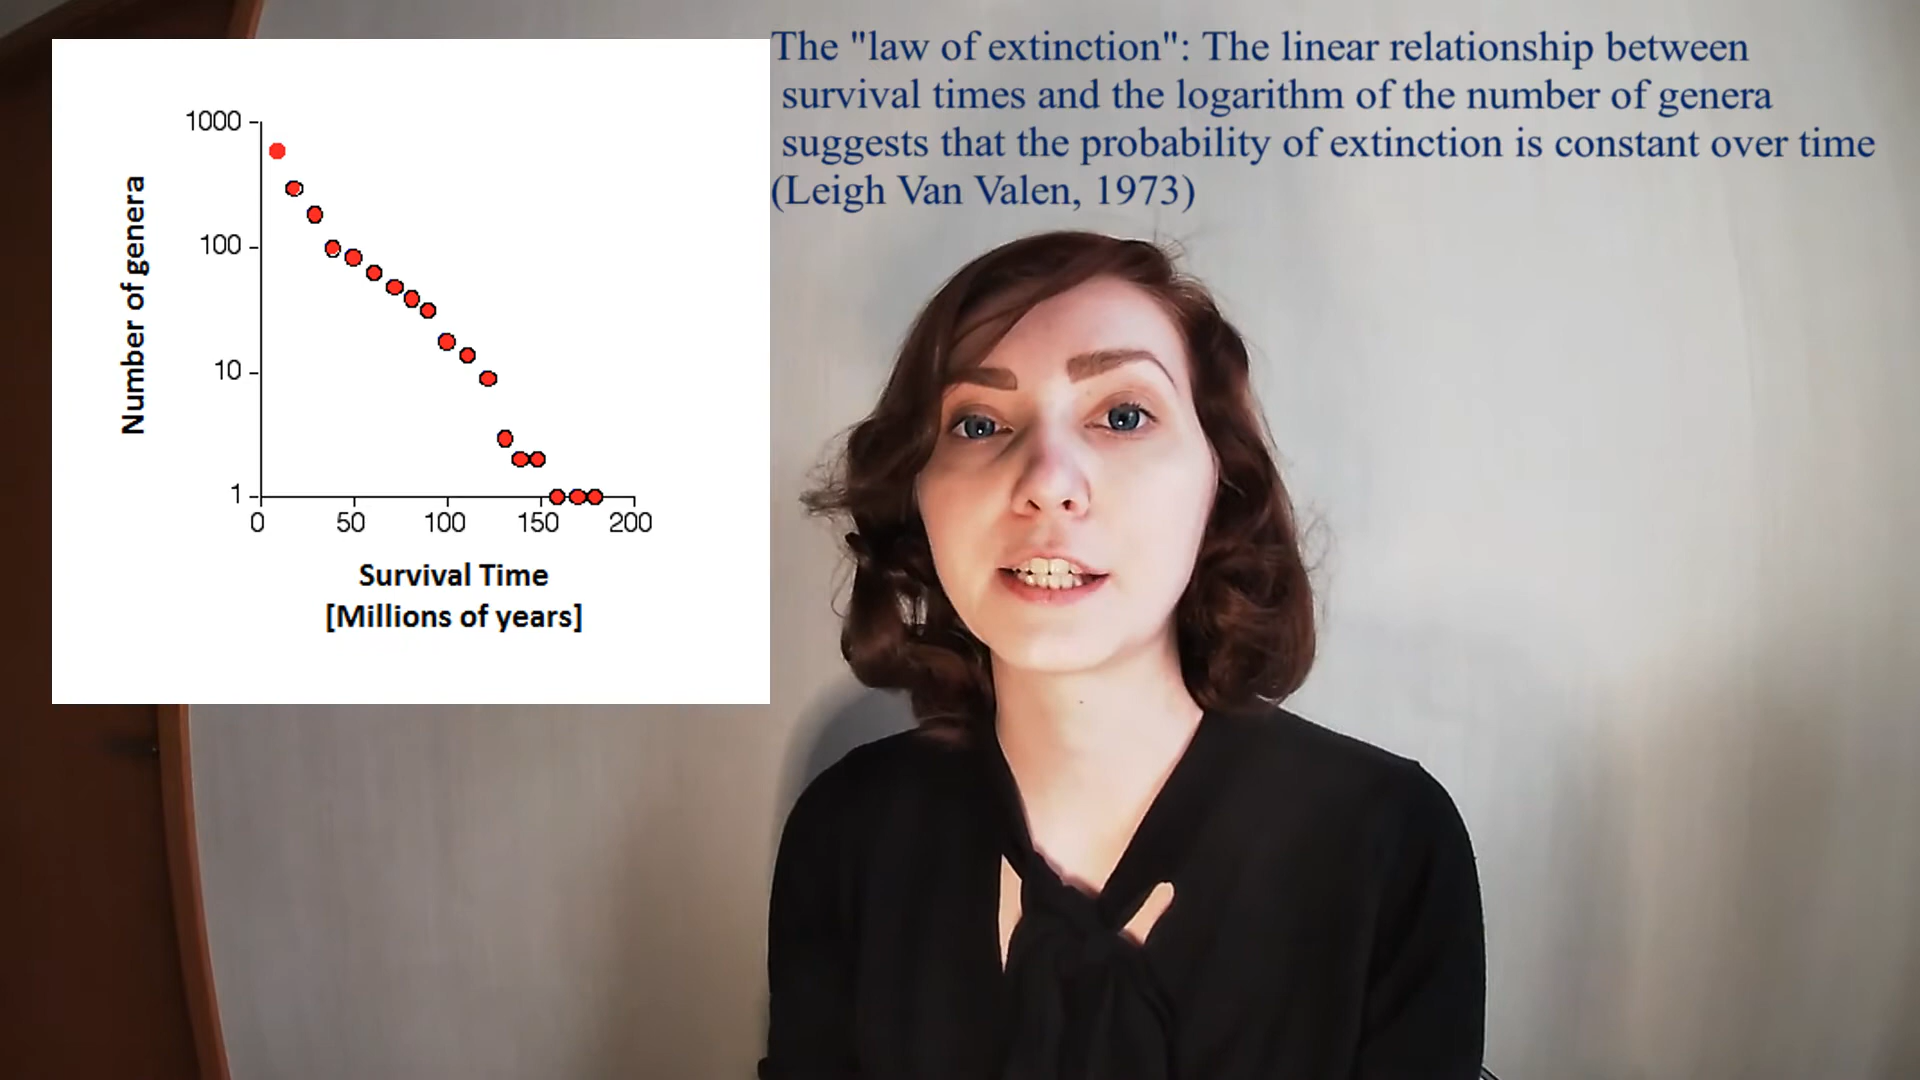 The "law of extinction": The linear relationship between
survival times and the logarithm of the number of genera
suggests that the probability of extinction is constant over time
(Leigh Van Valen, 1973)
Number of genera
1000
100
10
1
0 50 100 150 200
Survival Time
[Millions of years]